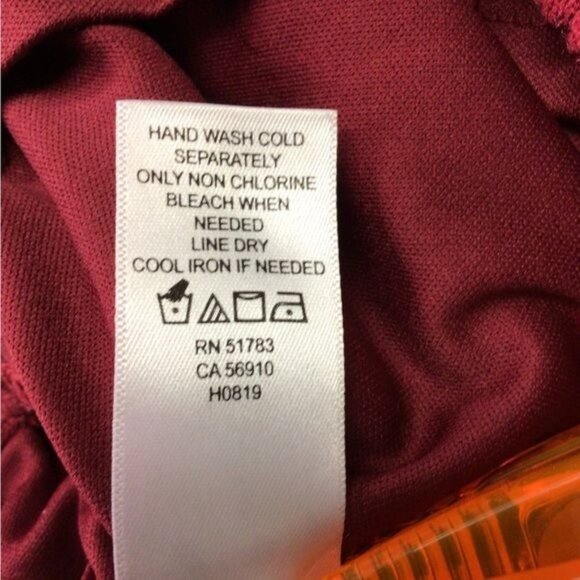 HAND WASH COLD
SEPARATELY
ONLY NON CHLORINE
BLEACH WHEN
NEEDED
LINE DRY
COOL IRON IF NEEDED
RN 51783
CA 56910
H0819